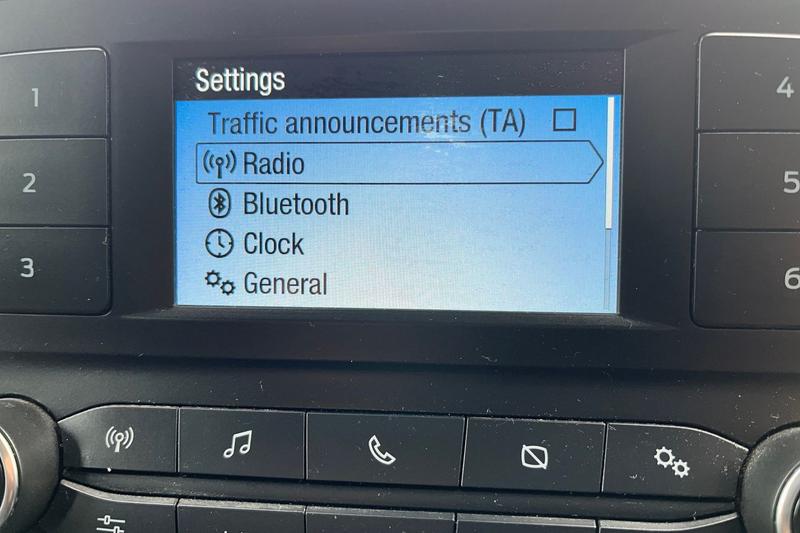 Settings
Traffic announcements (TA)
Radio
Bluetooth
Clock
General
1
2
3
4
5
6